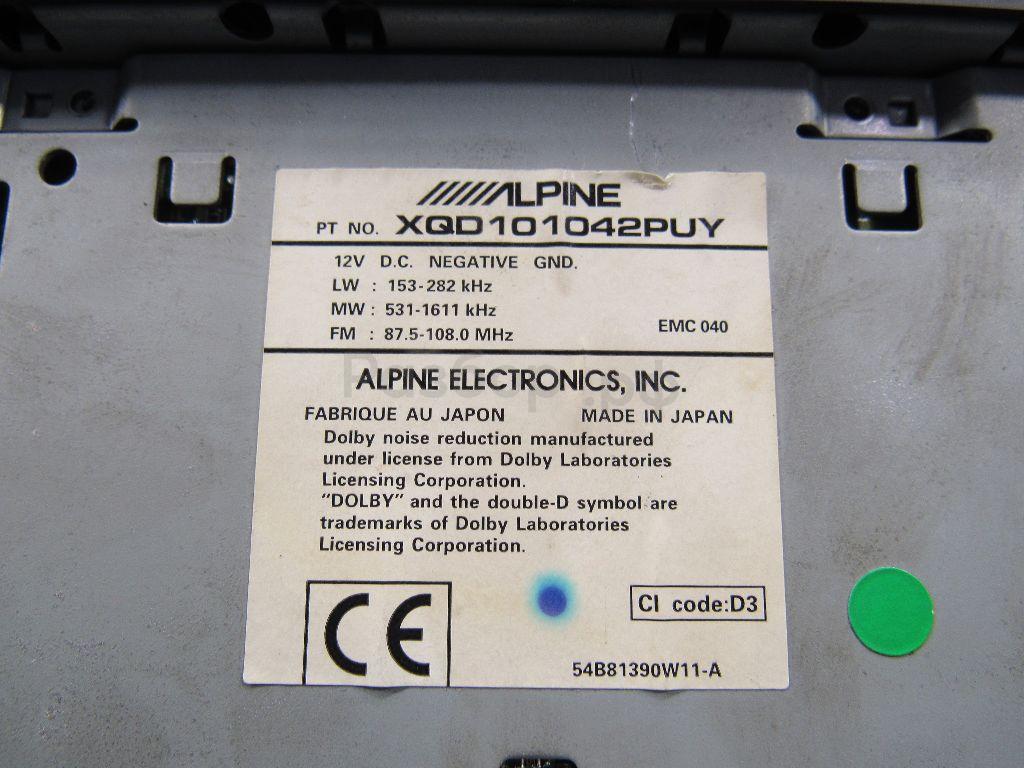 ALPINE
PT NO. XQD101042PUY
12V D.C. NEGATIVE GND.
LW : 153-282 kHz
MW : 531-1611 kHz
FM : 87.5-108.0 MHz
EMC 040
Разбор.рф
ALPINE ELECTRONICS, INC.
FABRIQUE AU JAPON MADE IN JAPAN
Dolby noise reduction manufactured
under license from Dolby Laboratories
Licensing Corporation.
"DOLBY" and the double-D symbol are
trademarks of Dolby Laboratories
Licensing Corporation.
CE
CI code:D3
54B81390W11-A